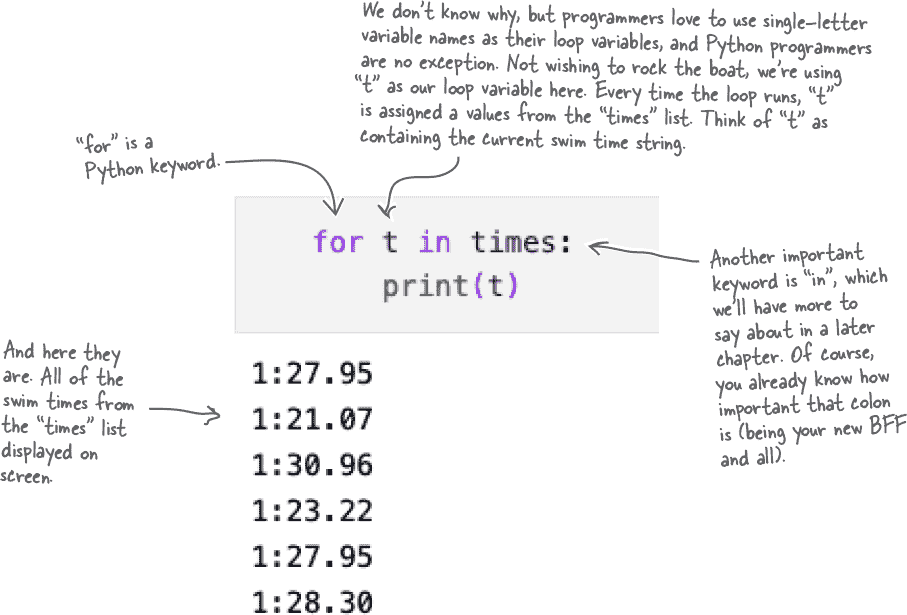 We don't know why, but programmers love to use single-letter
variable names as their loop variables, and Python programmers
are no exception. Not wishing to rock the boat, we're using
"t" as our loop variable here. Every time the loop runs, "t"
is assigned a values from the "times" list. Think of "t" as
containing the current swim time string.
"for" is a
Python keyword.
for t in times:
print(t)
Another important
keyword is "in", which
we'll have more to
say about in a later
chapter. Of course,
you already know how
important that colon
is (being your new BFF
and all).
And here they
are. All of the
swim times from
the "times" list
displayed on
screen.
1:27.95
1:21.07
1:30.96
1:23.22
1:27.95
1:28.30